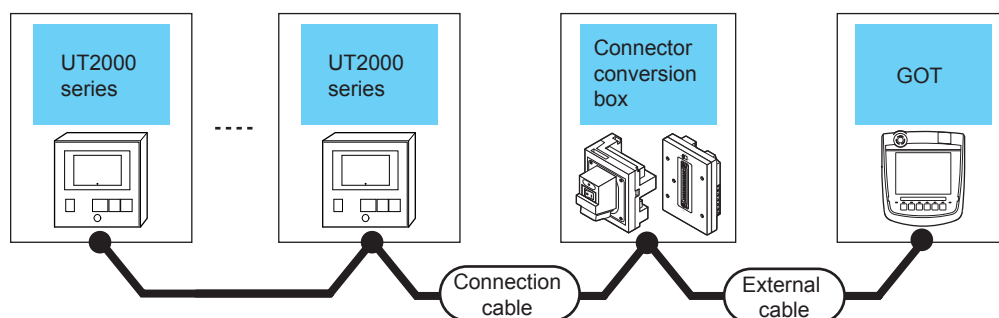 UT2000
series
UT2000
series
Connector
conversion
box
GOT
Connection
cable
External
cable